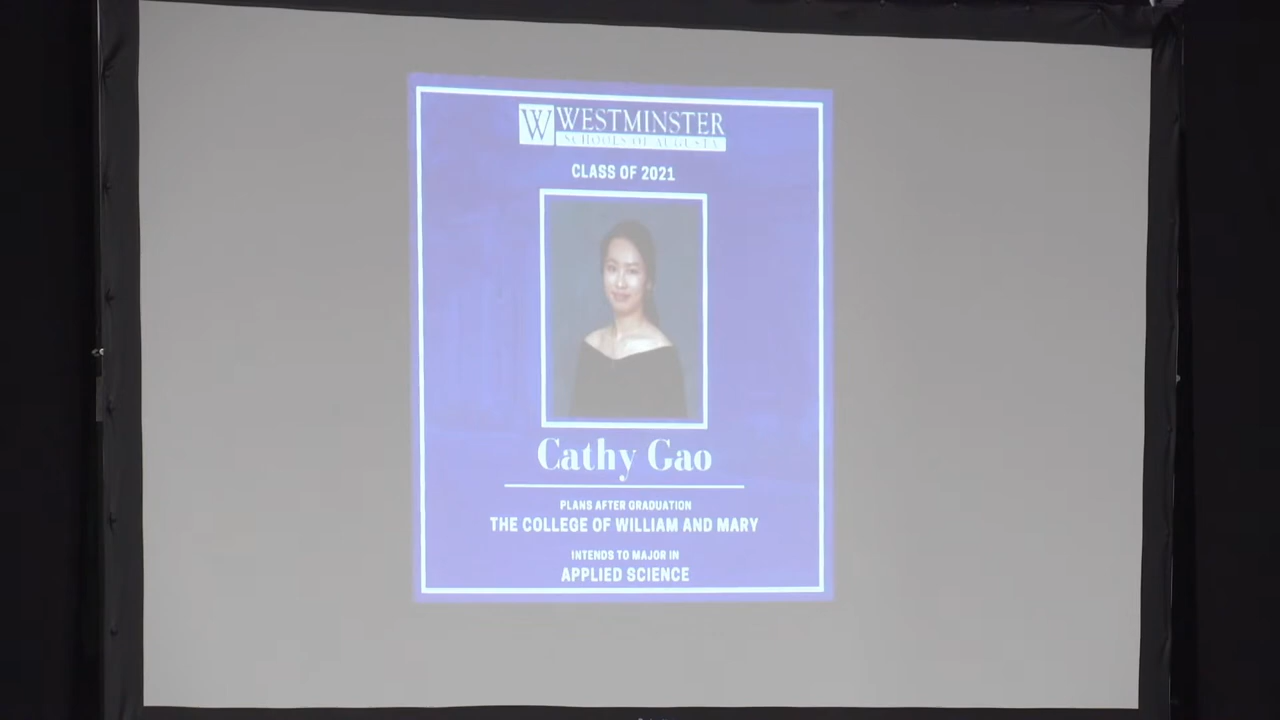 W WESTMINSTER
SCHOOLS OF AUGUSTA
CLASS OF 2021
Cathy Gao
PLANS AFTER GRADUATION
THE COLLEGE OF WILLIAM AND MARY
INTENDS TO MAJOR IN
APPLIED SCIENCE